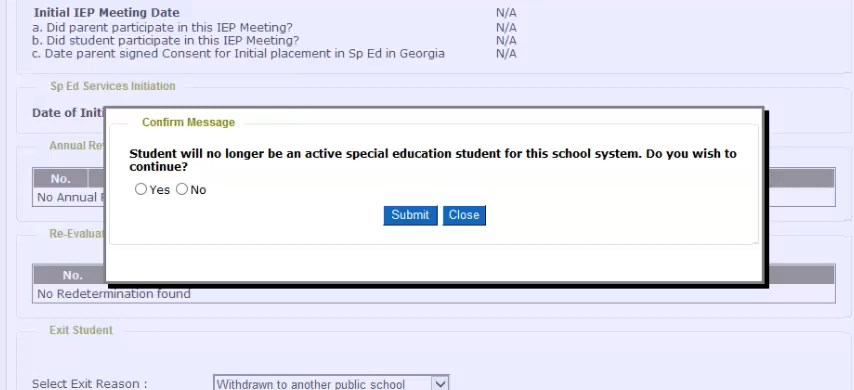 Initial IEP Meeting Date N/A
a. Did parent participate in this IEP Meeting? N/A
b. Did student participate in this IEP Meeting? N/A
c. Date parent signed Consent for Initial placement in Sp Ed in Georgia N/A
Sp Ed Services Initiation
Date of Initi
Confirm Message
Student will no longer be an active special education student for this school system. Do you wish to
continue?
Yes No
Submit Close
Annual Re
No.
No Annual
Re-Evaluat
No.
No Redetermination found
Exit Student
Select Exit Reason : Withdrawn to another public school